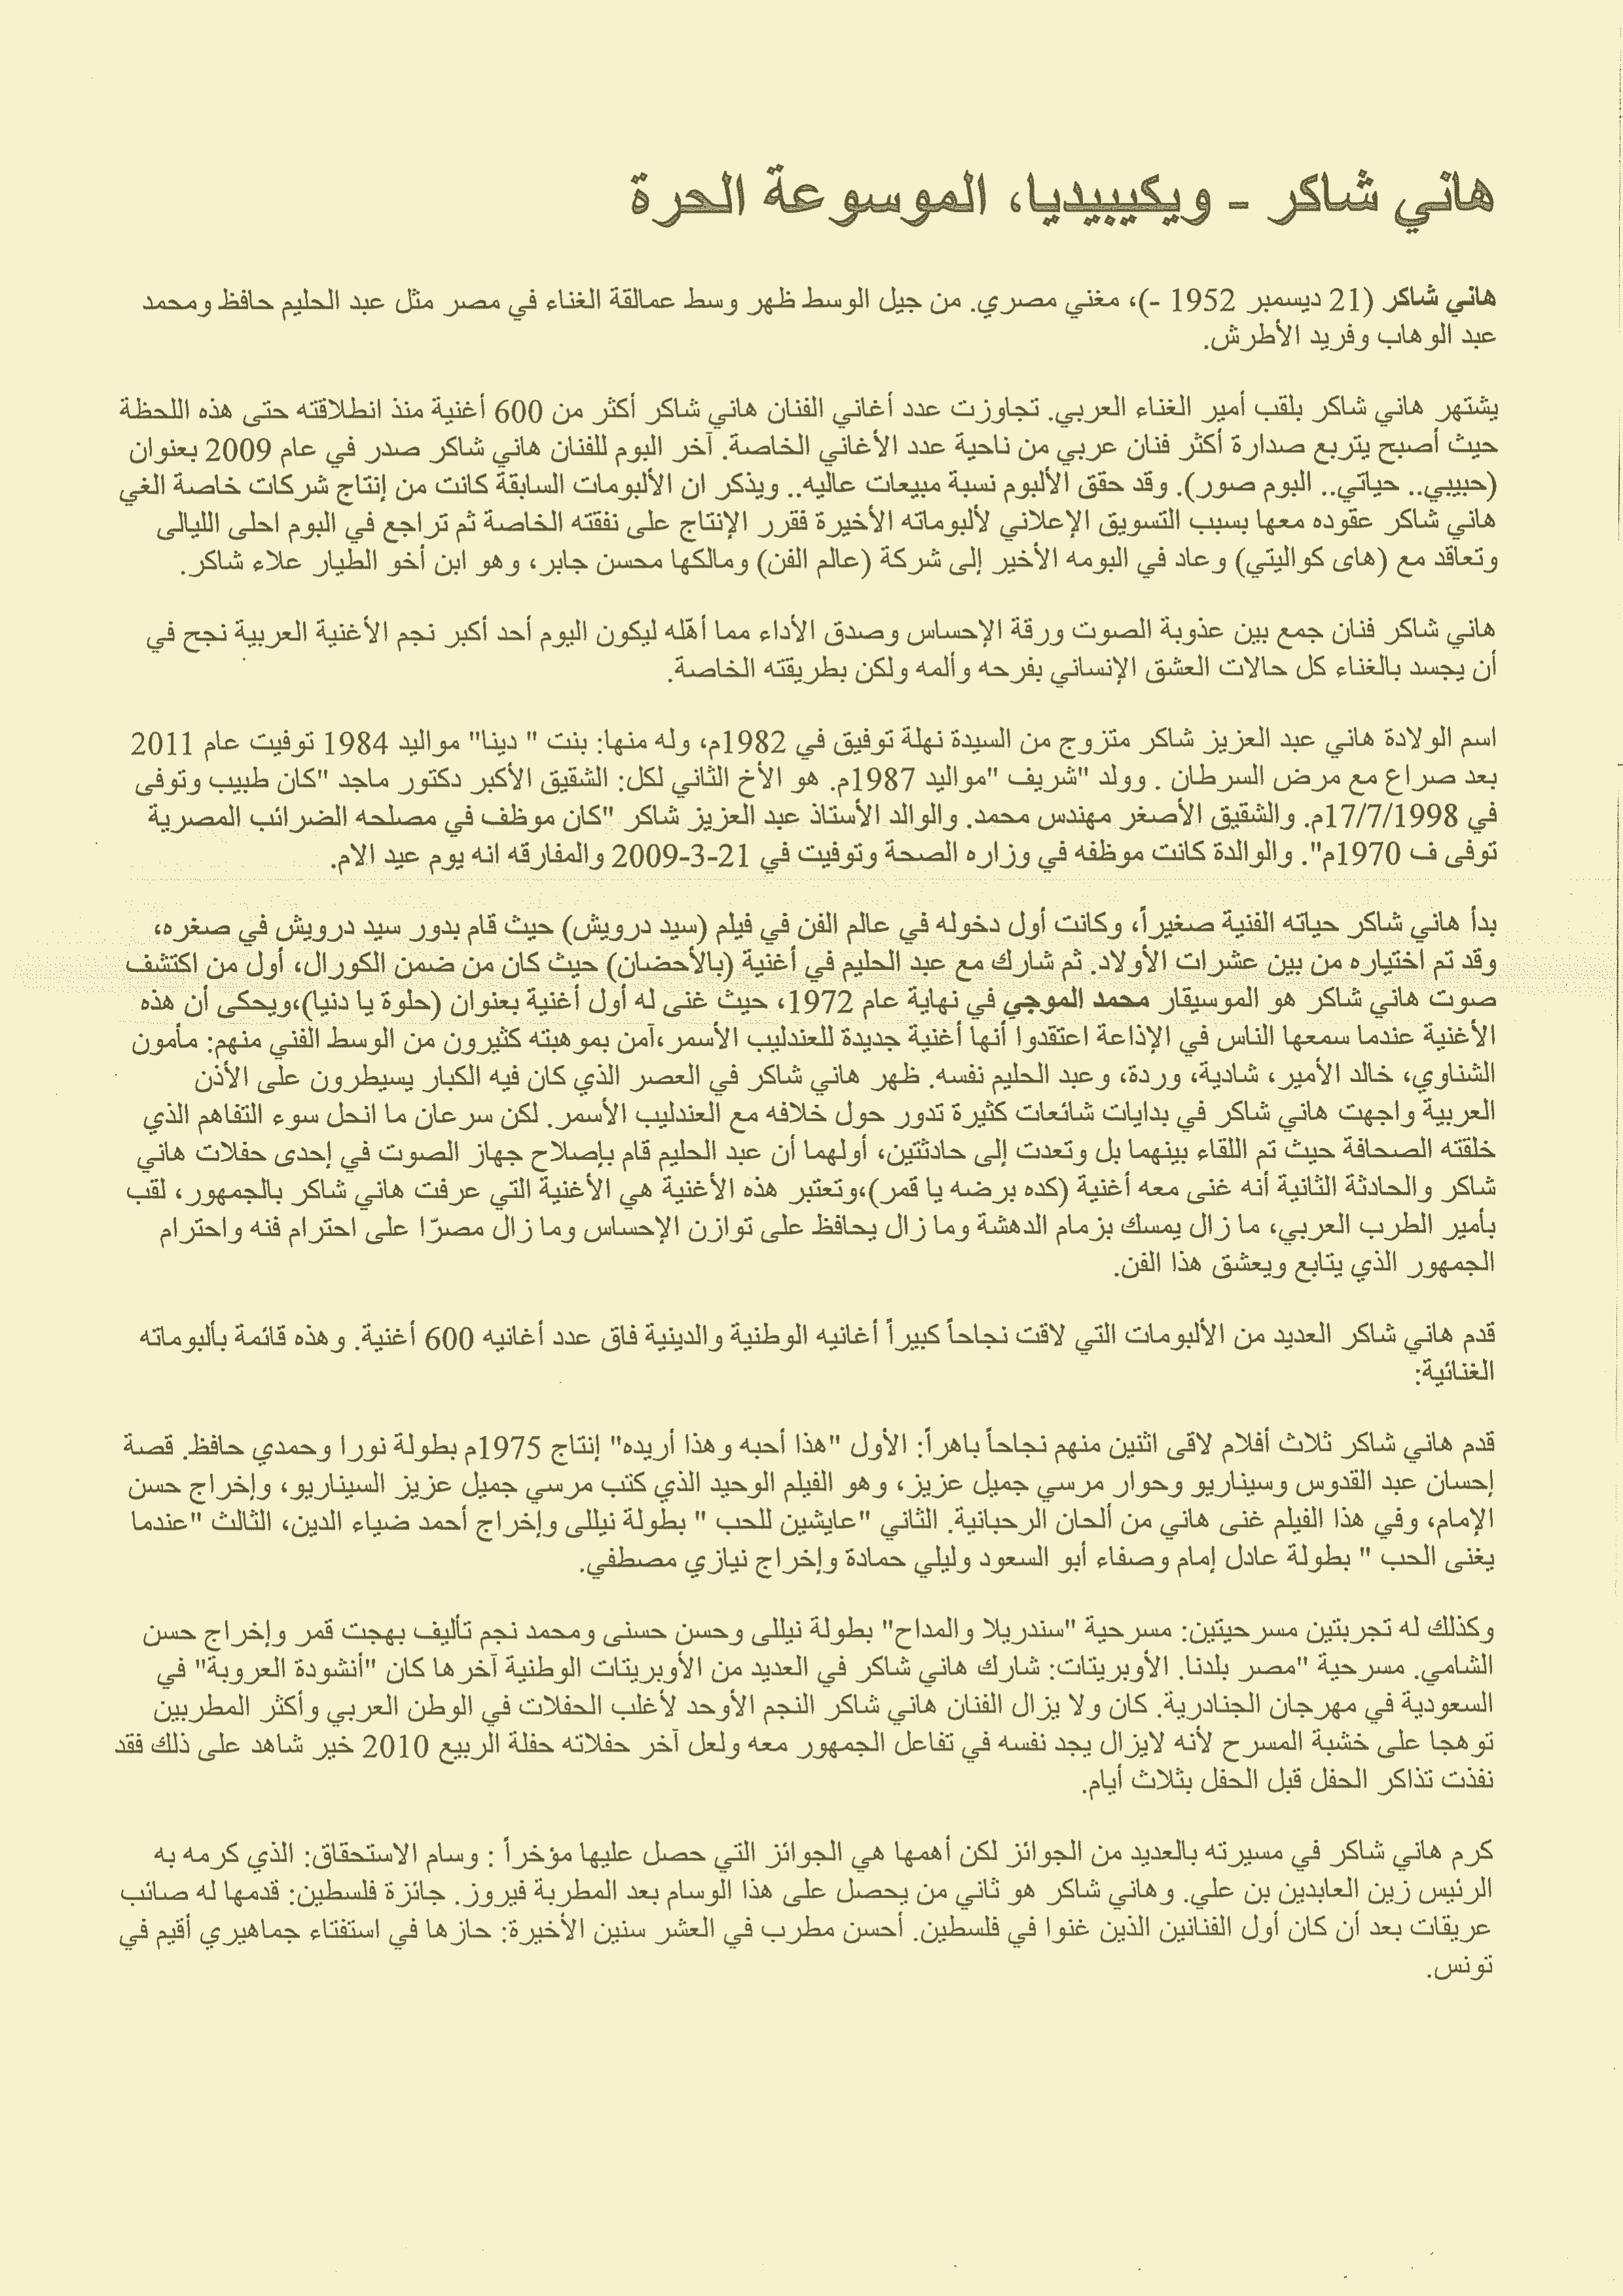 هاني شاكر - ويكيبيديا، الموسوعة الحرة
هاني شاكر (21 ديسمبر 1952 -)، مغني مصري. من جيل الوسط ظهر وسط عمالقة الغناء في مصر مثل عبد الحليم حافظ ومحمد
عبد الوهاب وفريد الأطرش.
يشتهر هاني شاكر بلقب أمير الغناء العربي. تجاوزت عدد أغاني الفنان هاني شاكر أكثر من 600 أغنية منذ انطلاقته حتى هذه اللحظة
حيث أصبح يتربع صدارة أكثر فنان عربي من ناحية عدد الأغاني الخاصة. آخر البوم للفنان هاني شاكر صدر في عام 2009 بعنوان
(حبيبي.. حياتي.. البوم صور). وقد حقق الألبوم نسبة مبيعات عاليه.. ويذكر ان الألبومات السابقة كانت من إنتاج شركات خاصة الغي
هاني شاكر عقوده معها بسبب التسويق الإعلاني لألبوماته الأخيرة فقرر الإنتاج على نفقته الخاصة ثم تراجع في البوم احلى الليالى
وتعاقد مع (هاى كواليتي) وعاد في البومه الأخير إلى شركة (عالم الفن) ومالكها محسن جابر، وهو ابن أخو الطيار علاء شاكر.
هاني شاكر فنان جمع بين عذوبة الصوت ورقة الإحساس وصدق الأداء مما أهّله ليكون اليوم أحد أكبر نجم الأغنية العربية نجح في
أن يجسد بالغناء كل حالات العشق الإنساني بفرحه وألمه ولكن بطريقته الخاصة.
اسم الولادة هاني عبد العزيز شاكر متزوج من السيدة نهلة توفيق في 1982م، وله منها: بنت " دينا" مواليد 1984 توفيت عام 2011
بعد صراع مع مرض السرطان . وولد "شريف "مواليد 1987م. هو الأخ الثاني لكل: الشقيق الأكبر دكتور ماجد "كان طبيب وتوفى
في 17/7/1998م. والشقيق الأصغر مهندس محمد. والوالد الأستاذ عبد العزيز شاكر "كان موظف في مصلحه الضرائب المصرية
توفى ف 1970م". والوالدة كانت موظفه في وزاره الصحة وتوفيت في 21-3-2009 والمفارقه انه يوم عيد الام.
بدأ هاني شاكر حياته الفنية صغيراً، وكانت أول دخوله في عالم الفن في فيلم (سيد درويش) حيث قام بدور سيد درويش في صغره،
وقد تم اختياره من بين عشرات الأولاد. ثم شارك مع عبد الحليم في أغنية (بالأحضان) حيث كان من ضمن الكورال، أول من اكتشف
صوت هاني شاكر هو الموسيقار محمد الموجي في نهاية عام 1972، حيث غنى له أول أغنية بعنوان (حلوة يا دنيا)،ويحكى أن هذه
الأغنية عندما سمعها الناس في الإذاعة اعتقدوا أنها أغنية جديدة للعندليب الأسمر،آمن بموهبته كثيرون من الوسط الفني منهم: مأمون
الشناوي، خالد الأمير، شادية، وردة، وعبد الحليم نفسه. ظهر هاني شاكر في العصر الذي كان فيه الكبار يسيطرون على الأذن
العربية واجهت هاني شاكر في بدايات شائعات كثيرة تدور حول خلافه مع العندليب الأسمر. لكن سرعان ما انحل سوء التفاهم الذي
خلقته الصحافة حيث تم اللقاء بينهما بل وتعدت إلى حادثتين، أولهما أن عبد الحليم قام بإصلاح جهاز الصوت في إحدى حفلات هاني
شاكر والحادثة الثانية أنه غنى معه أغنية (كده برضه يا قمر)،وتعتبر هذه الأغنية هي الأغنية التي عرفت هاني شاكر بالجمهور، لقب
بأمير الطرب العربي، ما زال يمسك بزمام الدهشة وما زال يحافظ على توازن الإحساس وما زال مصرّا على احترام فنه واحترام
الجمهور الذي يتابع ويعشق هذا الفن.
قدم هاني شاكر العديد من الألبومات التي لاقت نجاحاً كبيراً أغانيه الوطنية والدينية فاق عدد أغانيه 600 أغنية. وهذه قائمة بألبوماته
الغنائية:
قدم هاني شاكر ثلاث أفلام لاقى اثنين منهم نجاحاً باهراً: الأول "هذا أحبه وهذا أريده" إنتاج 1975م بطولة نورا وحمدي حافظ. قصة
إحسان عبد القدوس وسيناريو وحوار مرسي جميل عزيز، وهو الفيلم الوحيد الذي كتب مرسي جميل عزيز السيناريو، وإخراج حسن
الإمام، وفي هذا الفيلم غنى هاني من ألحان الرحبانية. الثاني "عايشين للحب " بطولة نيللى وإخراج أحمد ضياء الدين، الثالث "عندما
يغنى الحب " بطولة عادل إمام وصفاء أبو السعود وليلي حمادة وإخراج نيازي مصطفي.
وكذلك له تجربتين مسرحيتين: مسرحية "سندريلا والمداح" بطولة نيللى وحسن حسنى ومحمد نجم تأليف بهجت قمر وإخراج حسن
الشامي. مسرحية "مصر بلدنا. الأوبريتات: شارك هاني شاكر في العديد من الأوبريتات الوطنية آخرها كان "أنشودة العروبة" في
السعودية في مهرجان الجنادرية. كان ولا يزال الفنان هاني شاكر النجم الأوحد لأغلب الحفلات في الوطن العربي وأكثر المطربين
توهجا على خشبة المسرح لأنه لايزال يجد نفسه في تفاعل الجمهور معه ولعل آخر حفلاته حفلة الربيع 2010 خير شاهد على ذلك فقد
نفذت تذاكر الحفل قبل الحفل بثلاث أيام.
كرم هاني شاكر في مسيرته بالعديد من الجوائز لكن أهمها هي الجوائز التي حصل عليها مؤخراً : وسام الاستحقاق: الذي كرمه به
الرئيس زين العابدين بن علي. وهاني شاكر هو ثاني من يحصل على هذا الوسام بعد المطربة فيروز. جائزة فلسطين: قدمها له صائب
عريقات بعد أن كان أول الفنانين الذين غنوا في فلسطين. أحسن مطرب في العشر سنين الأخيرة: حازها في استفتاء جماهيري أقيم في
تونس.